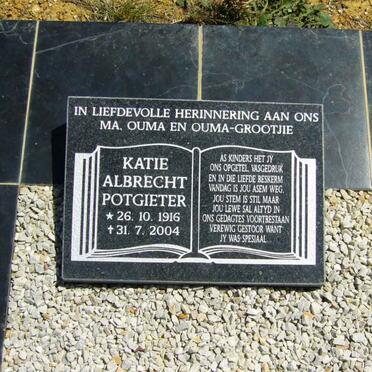 IN LIEFDEVOLLE HERINNERING AAN ONS
MA, OUMA EN OUMA-GROOTJIE
KATIE
ALBRECHT
POTGIETER
★ 26. 10. 1916
✝ 31. 7. 2004
AS KINDERS HET JY
ONS OPGETEL, VASGEDRUK
EN IN DIE LIEFDE BESKERM
VANDAG IS JOU ASEM WEG,
JOU STEM IS STIL MAAR
JOU LEWE SAL ALTYD IN
ONS GEDAGTES VOORTBESTAAN
VEREWIG GESTOOR WANT
JY WAS SPESIAAL